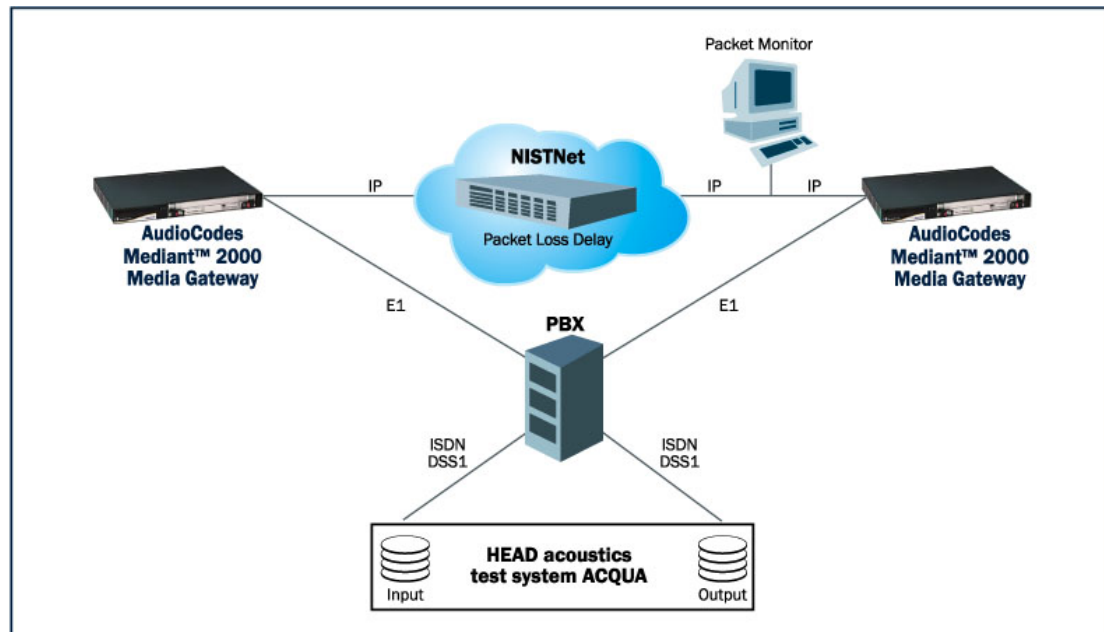 Packet Monitor
NISTNet
IP
IP
IP
Packet Loss Delay
AudioCodes
Mediant™ 2000
Media Gateway
AudioCodes
Mediant™ 2000
Media Gateway
E1
E1
PBX
ISDN
DSS1
ISDN
DSS1
HEAD acoustics
test system ACQUA
Input
Output